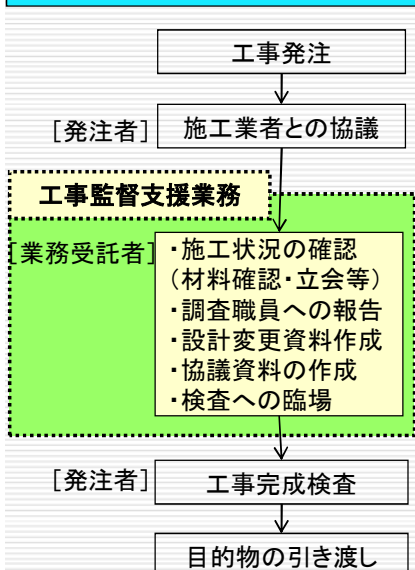 工事発注
[発注者]
施工業者との協議
工事監督支援業務
[業務受託者]
・施工状況の確認
(材料確認・立会等)
・調査職員への報告
・設計変更資料作成
・協議資料の作成
・検査への臨場
[発注者]
工事完成検査
目的物の引き渡し